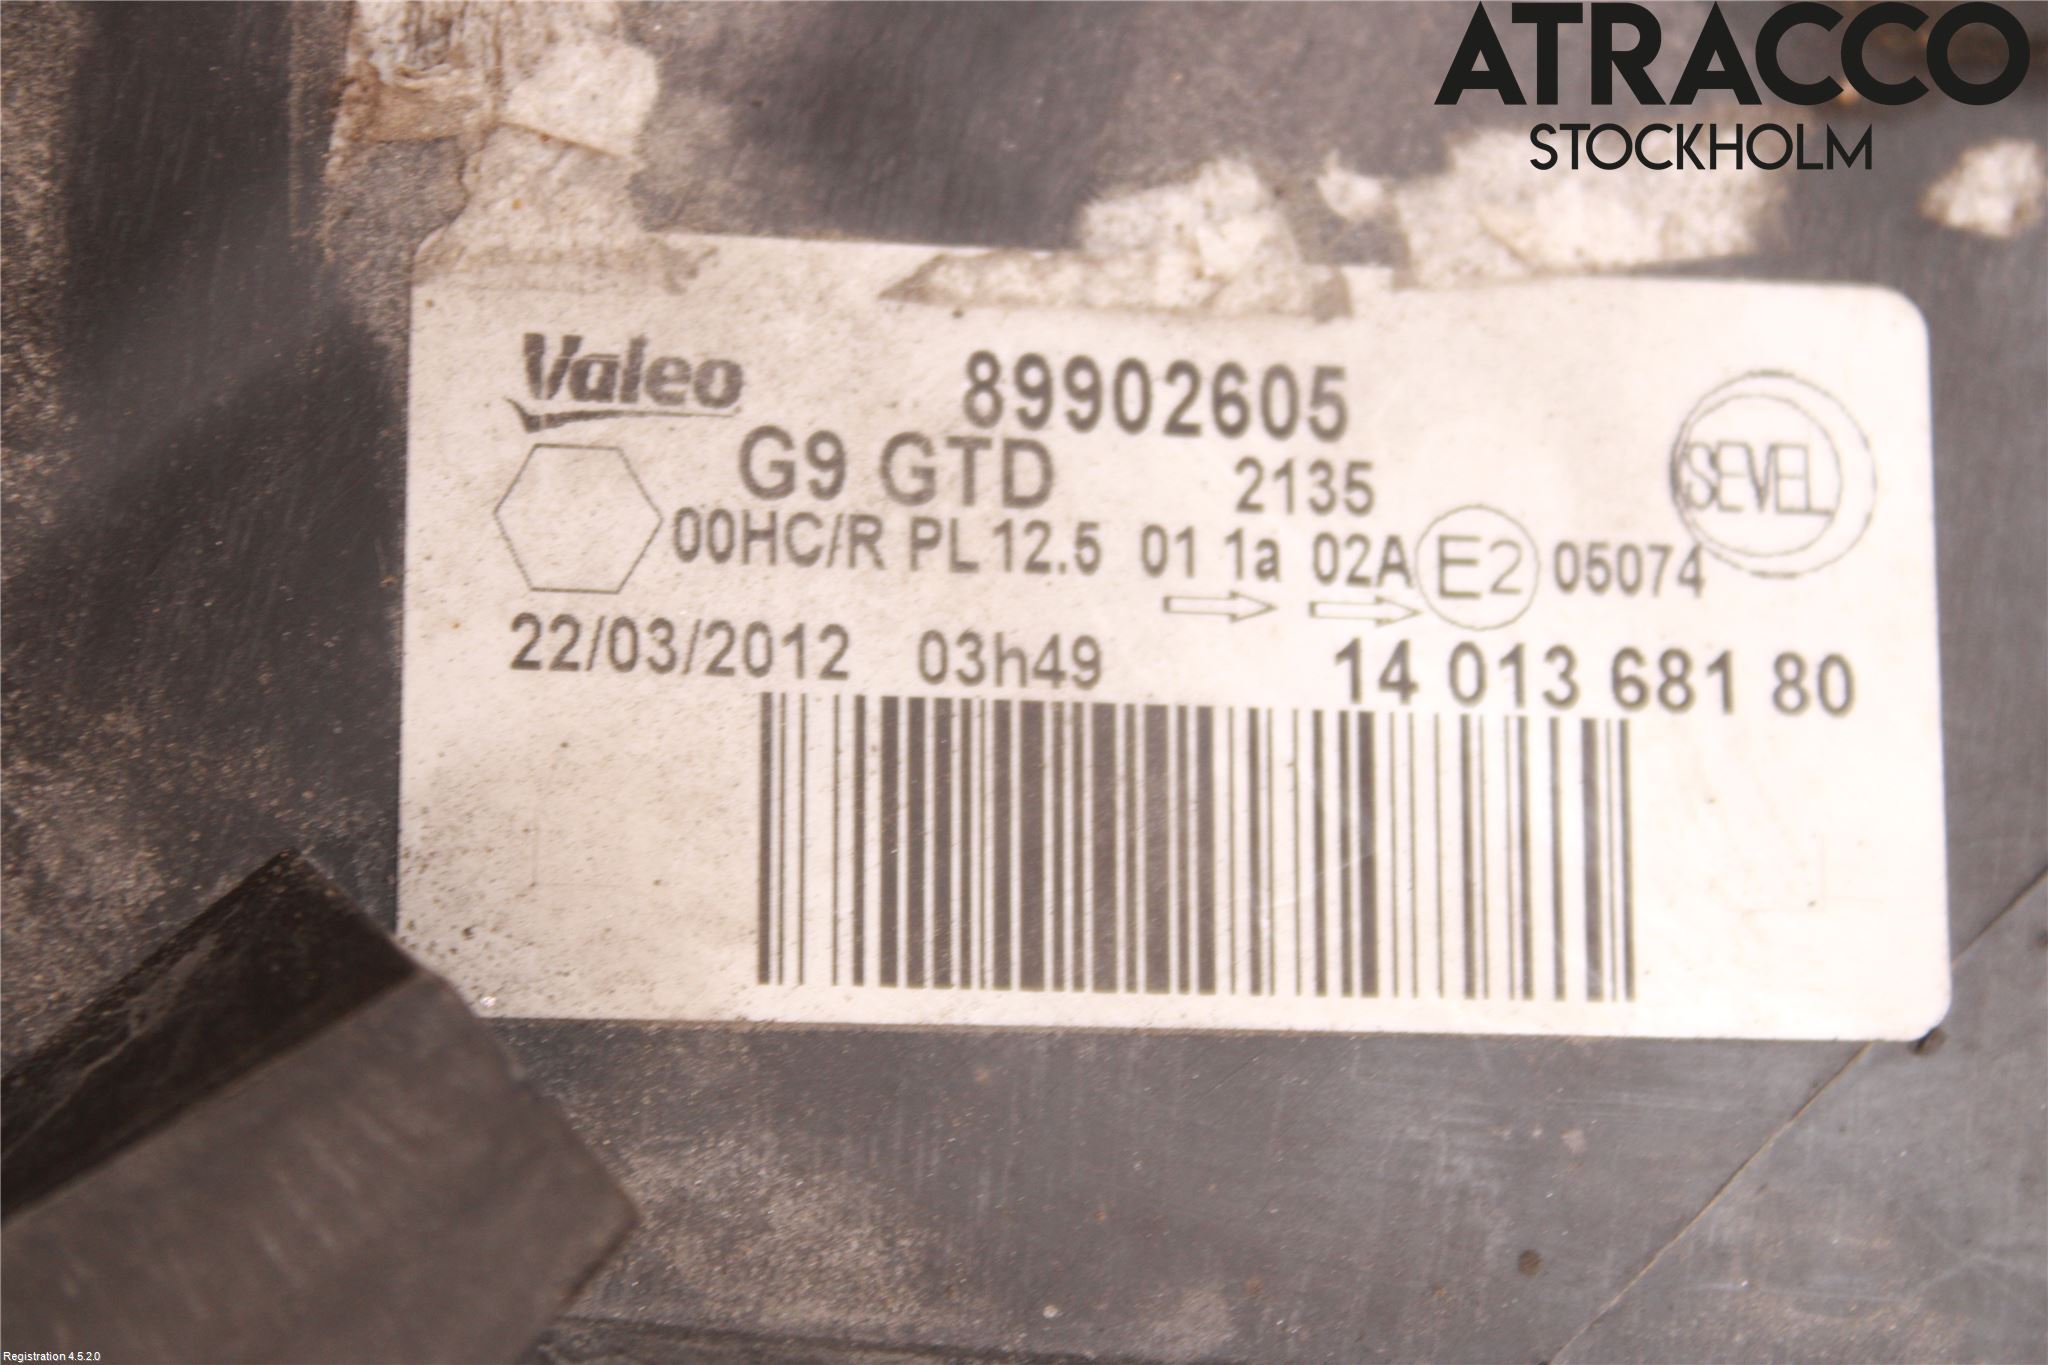 ATRACCO
STOCKHOLM
Valeo 89902605
SEVEL
G9 GTD 2135
00HC/R PL 12.5 01 1a 02A E2 05074
22/03/2012 03h49 14 013 681 80
Registration 4.5.2.0